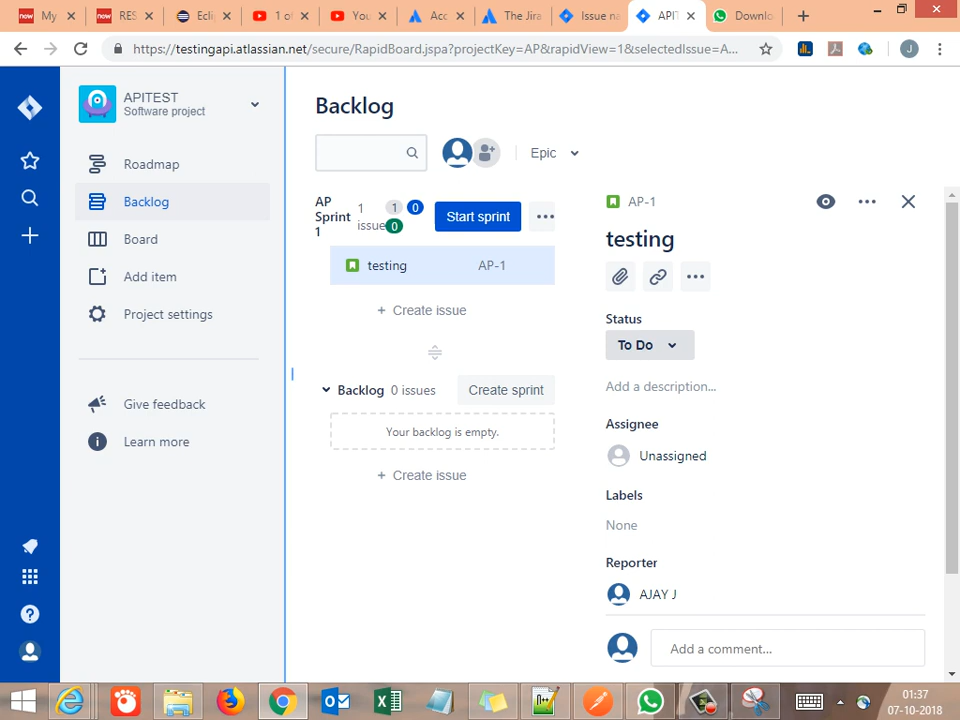 My
RES
Ecli
1 of
You
Acc
The Jira
Issue na
APIT
Downlo
https://testingapi.atlassian.net/secure/RapidBoard.jspa?projectKey=AP&rapidView=1&selectedIssue=A...
J
APITEST
Software project
Roadmap
Backlog
Board
Add item
Project settings
Give feedback
Learn more
Backlog
Epic
AP Sprint 1
1 issue
1
0
0
Start sprint
testing AP-1
+ Create issue
Backlog 0 issues
Create sprint
Your backlog is empty.
+ Create issue
AP-1
testing
Status
To Do
Add a description...
Assignee
Unassigned
Labels
None
Reporter
AJAY J
Add a comment...
01:37
07-10-2018